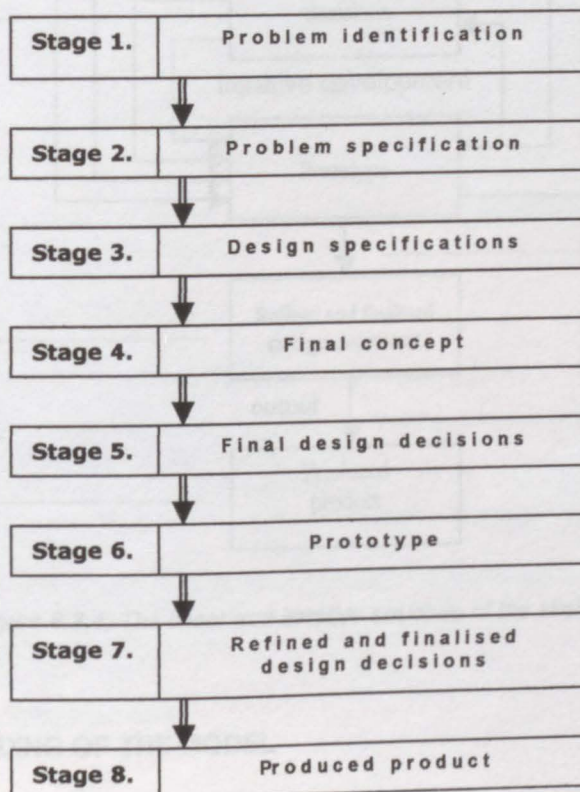 Stage 1. Problem identification
Stage 2. Problem specification
Stage 3. Design specifications
Stage 4. Final concept
Stage 5. Final design decisions
Stage 6. Prototype
Stage 7. Refined and finalised
design decisions
Stage 8. Produced product